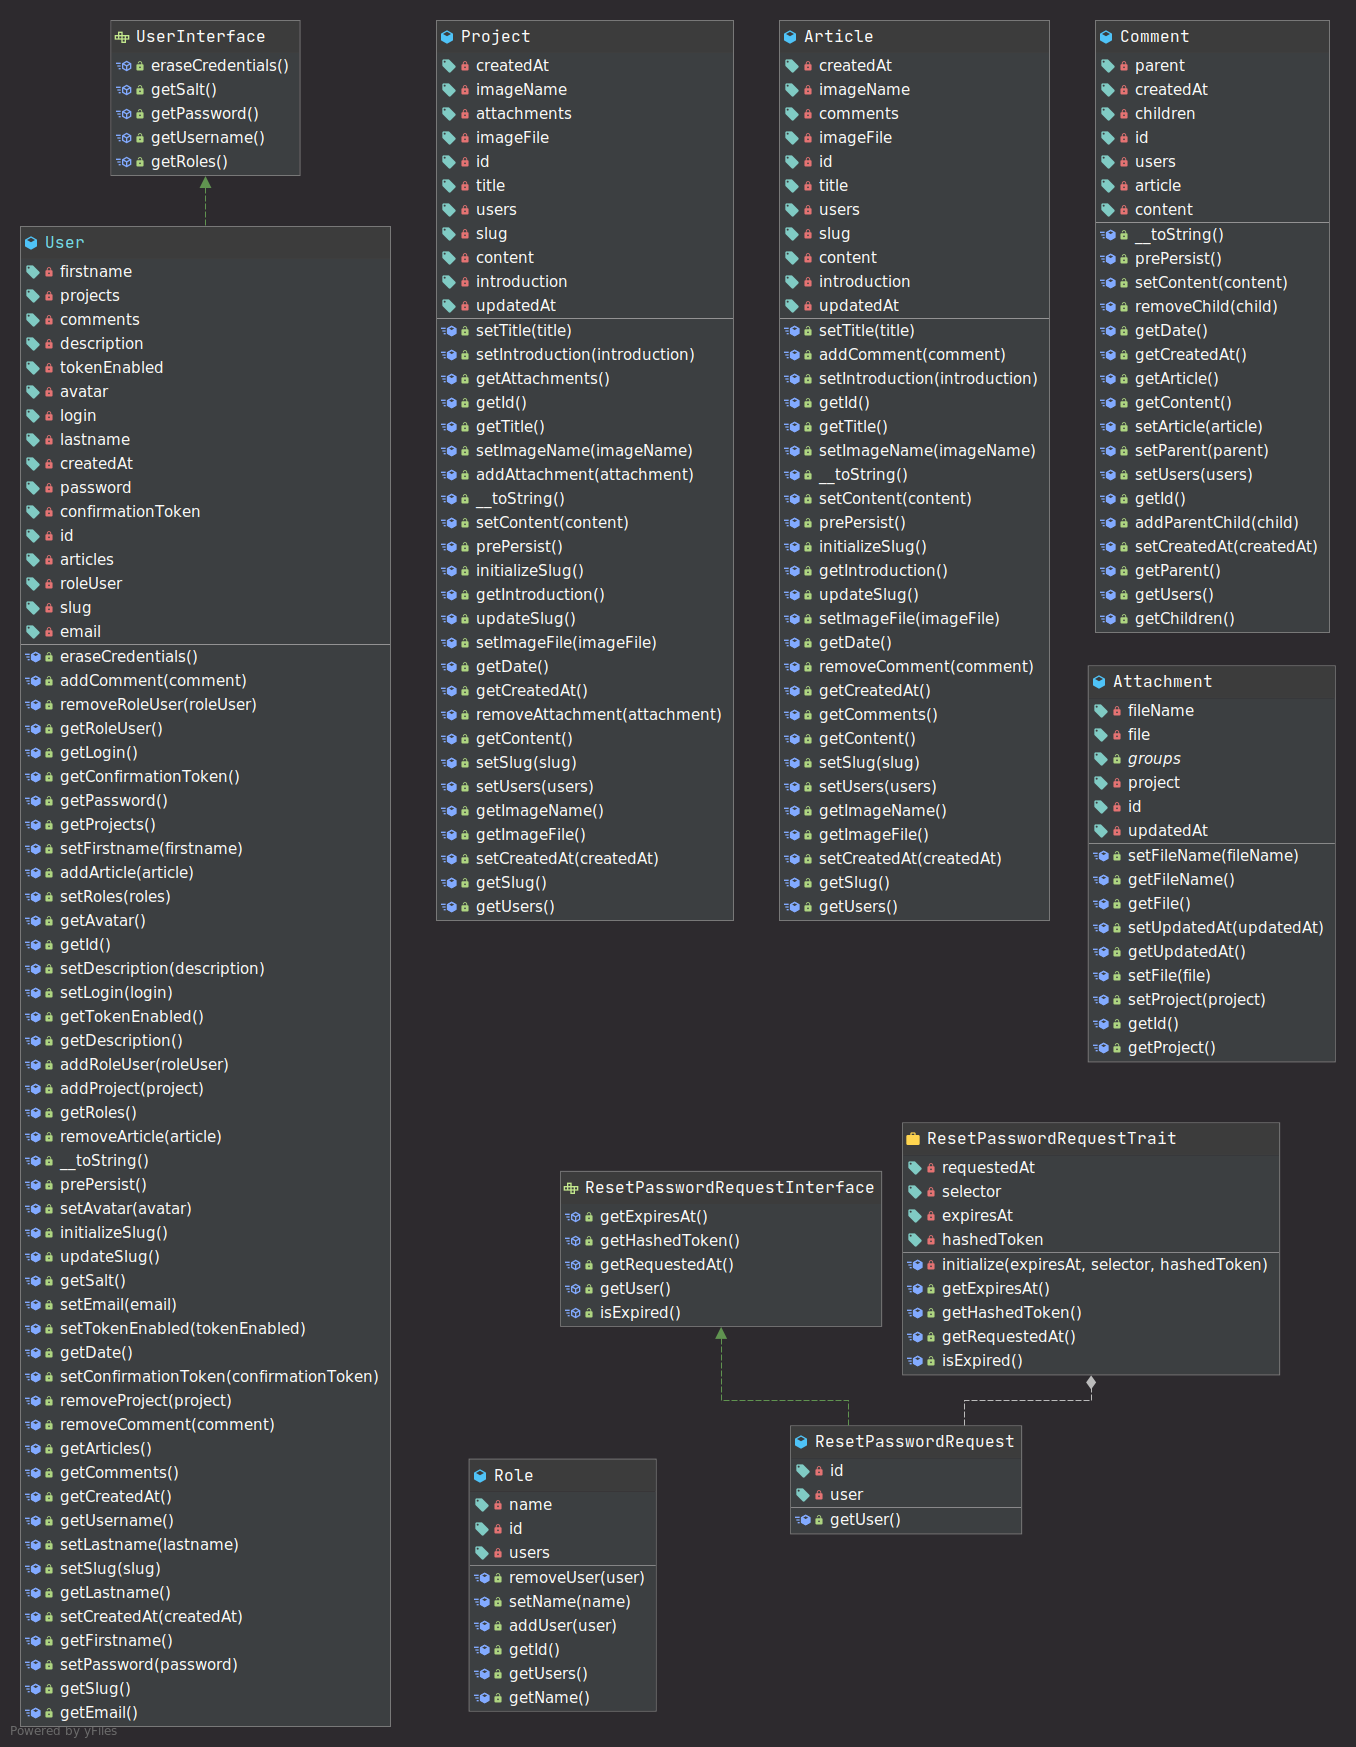 UserInterface
eraseCredentials()
getSalt()
getPassword()
getUsername()
getRoles()
User
firstname
projects
comments
description
tokenEnabled
avatar
login
lastname
createdAt
password
confirmationToken
id
articles
roleUser
slug
email
eraseCredentials()
addComment(comment)
removeRoleUser(roleUser)
getRoleUser()
getLogin()
getConfirmationToken()
getPassword()
getProjects()
setFirstname(firstname)
addArticle(article)
setRoles(roles)
getAvatar()
getId()
setDescription(description)
setLogin(login)
getTokenEnabled()
getDescription()
addRoleUser(roleUser)
addProject(project)
getRoles()
removeArticle(article)
__toString()
prePersist()
setAvatar(avatar)
initializeSlug()
updateSlug()
getSalt()
setEmail(email)
setTokenEnabled(tokenEnabled)
getDate()
setConfirmationToken(confirmationToken)
removeProject(project)
removeComment(comment)
getArticles()
getComments()
getCreatedAt()
getUsername()
setLastname(lastname)
setSlug(slug)
getLastname()
setCreatedAt(createdAt)
getFirstname()
setPassword(password)
getSlug()
getEmail()
Project
createdAt
imageName
attachments
imageFile
id
title
users
slug
content
introduction
updatedAt
setTitle(title)
setIntroduction(introduction)
getAttachments()
getId()
getTitle()
setImageName(imageName)
addAttachment(attachment)
__toString()
setContent(content)
prePersist()
initializeSlug()
getIntroduction()
updateSlug()
setImageFile(imageFile)
getDate()
getCreatedAt()
removeAttachment(attachment)
getContent()
setSlug(slug)
setUsers(users)
getImageName()
getImageFile()
setCreatedAt(createdAt)
getSlug()
getUsers()
Article
createdAt
imageName
comments
imageFile
id
title
users
slug
content
introduction
updatedAt
setTitle(title)
addComment(comment)
setIntroduction(introduction)
getId()
getTitle()
setImageName(imageName)
__toString()
setContent(content)
prePersist()
initializeSlug()
getIntroduction()
updateSlug()
setImageFile(imageFile)
getDate()
removeComment(comment)
getCreatedAt()
getComments()
getContent()
setSlug(slug)
setUsers(users)
getImageName()
getImageFile()
setCreatedAt(createdAt)
getSlug()
getUsers()
Comment
parent
createdAt
children
id
users
article
content
__toString()
prePersist()
setContent(content)
removeChild(child)
getDate()
getCreatedAt()
getArticle()
getContent()
setArticle(article)
setParent(parent)
setUsers(users)
getId()
addParentChild(child)
setCreatedAt(createdAt)
getParent()
getUsers()
getChildren()
Attachment
fileName
file
groups
project
id
updatedAt
setFileName(fileName)
getFileName()
getFile()
setUpdatedAt(updatedAt)
getUpdatedAt()
setFile(file)
setProject(project)
getId()
getProject()
ResetPasswordRequestInterface
getExpiresAt()
getHashedToken()
getRequestedAt()
getUser()
isExpired()
ResetPasswordRequestTrait
requestedAt
selector
expiresAt
hashedToken
initialize(expiresAt, selector, hashedToken)
getExpiresAt()
getHashedToken()
getRequestedAt()
isExpired()
ResetPasswordRequest
id
user
getUser()
Role
name
id
users
removeUser(user)
setName(name)
addUser(user)
getId()
getUsers()
getName()
Powered by yFiles